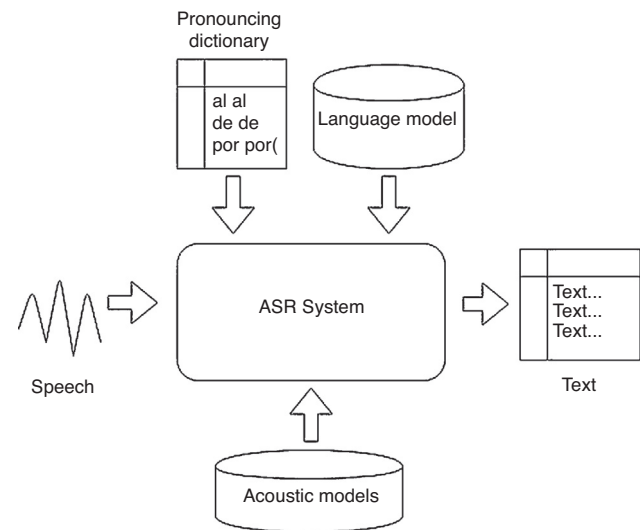 Pronouncing
dictionary
al al
de de
por por(
Language model
ASR System
Speech
Text...
Text...
Text...
Text
Acoustic models